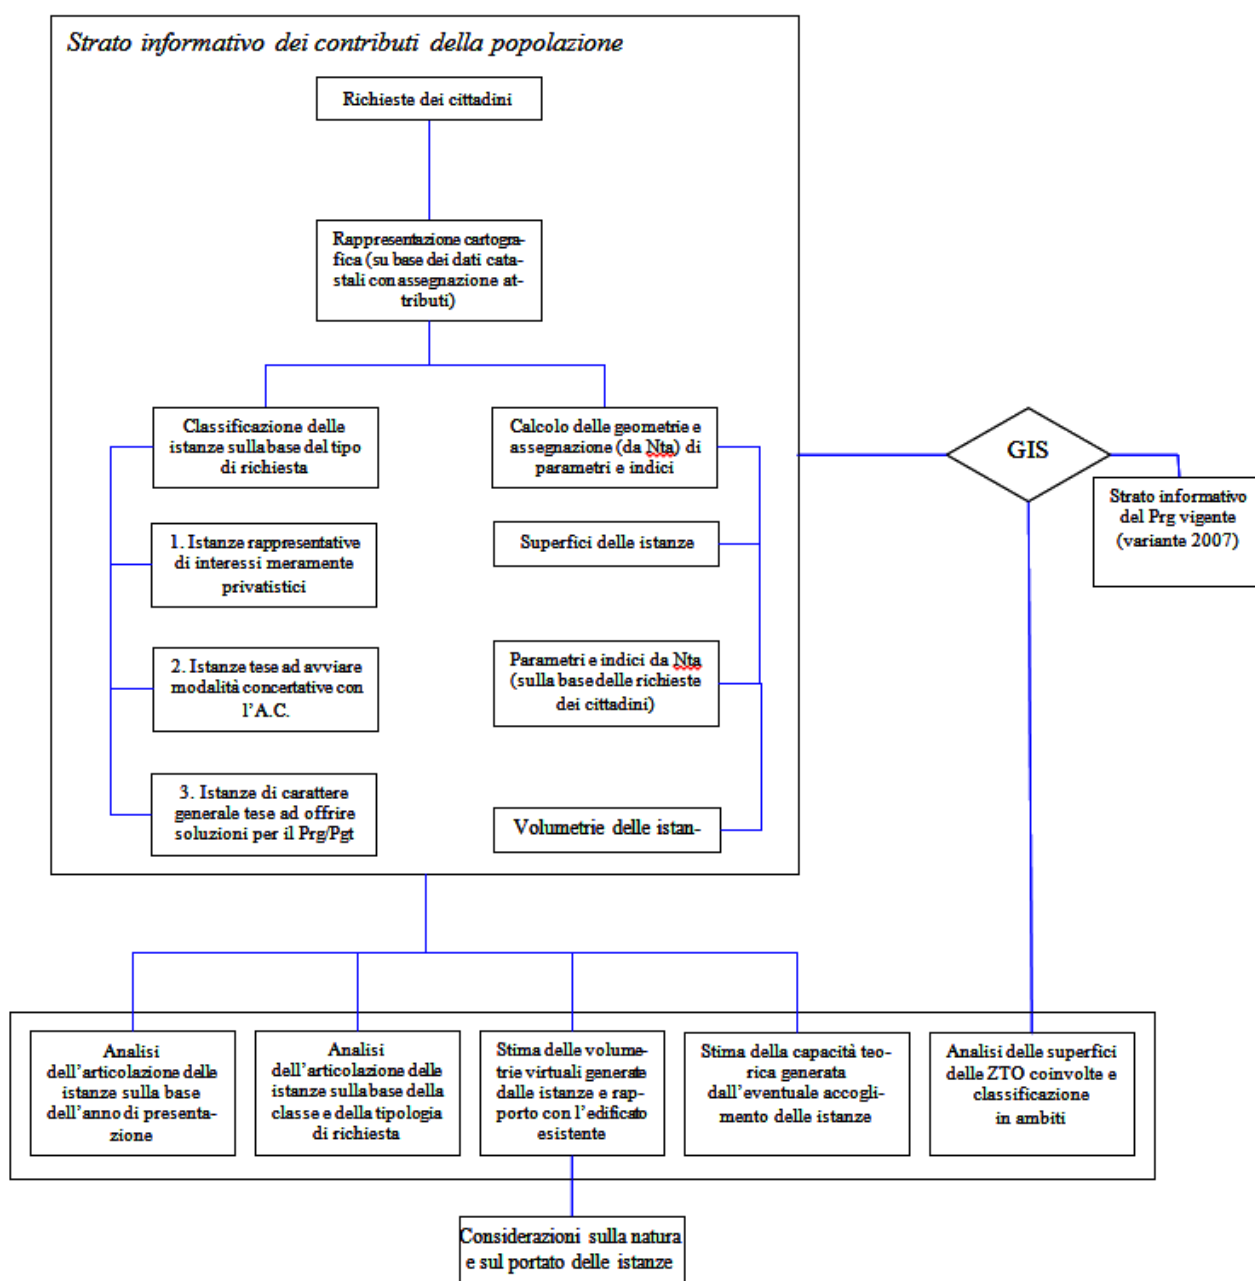 Strato informativo dei contributi della popolazione
Richieste dei cittadini
Rappresentazione cartogra-
fica (su base dei dati cata-
stali con assegnazione at-
tributi)
Classificazione delle
istanze sulla base del tipo
di richiesta
1. Istanze rappresentative
di interessi meramente
privatistici
2. Istanze tese ad avviare
modalità concertative con
l'A.C.
3. Istanze di carattere
generale tese ad offrire
soluzioni per il Prg/Pgt
Calcolo delle geometrie e
assegnazione (da Nta) di
parametri e indici
Superfici delle istanze
Parametri e indici da Nta
(sulla base delle richieste
dei cittadini)
Volumetrie delle istan-
GIS
Strato informativo
del Prg vigente
(variante 2007)
Analisi
dell'articolazione delle
istanze sulla base
dell'anno di presenta-
zione
Analisi
dell'articolazione delle
istanze sulla base della
classe e della tipologia
di richiesta
Stima delle volume-
trie virtuali generate
dalle istanze e rap-
porto con l'edificato
esistente
Stima della capacità teo-
rica generata
dall'eventuale accogli-
mento delle istanze
Analisi delle superfici
delle ZTO coinvolte e
classificazione
in ambiti
Considerazioni sulla natura
e sul portato delle istanze